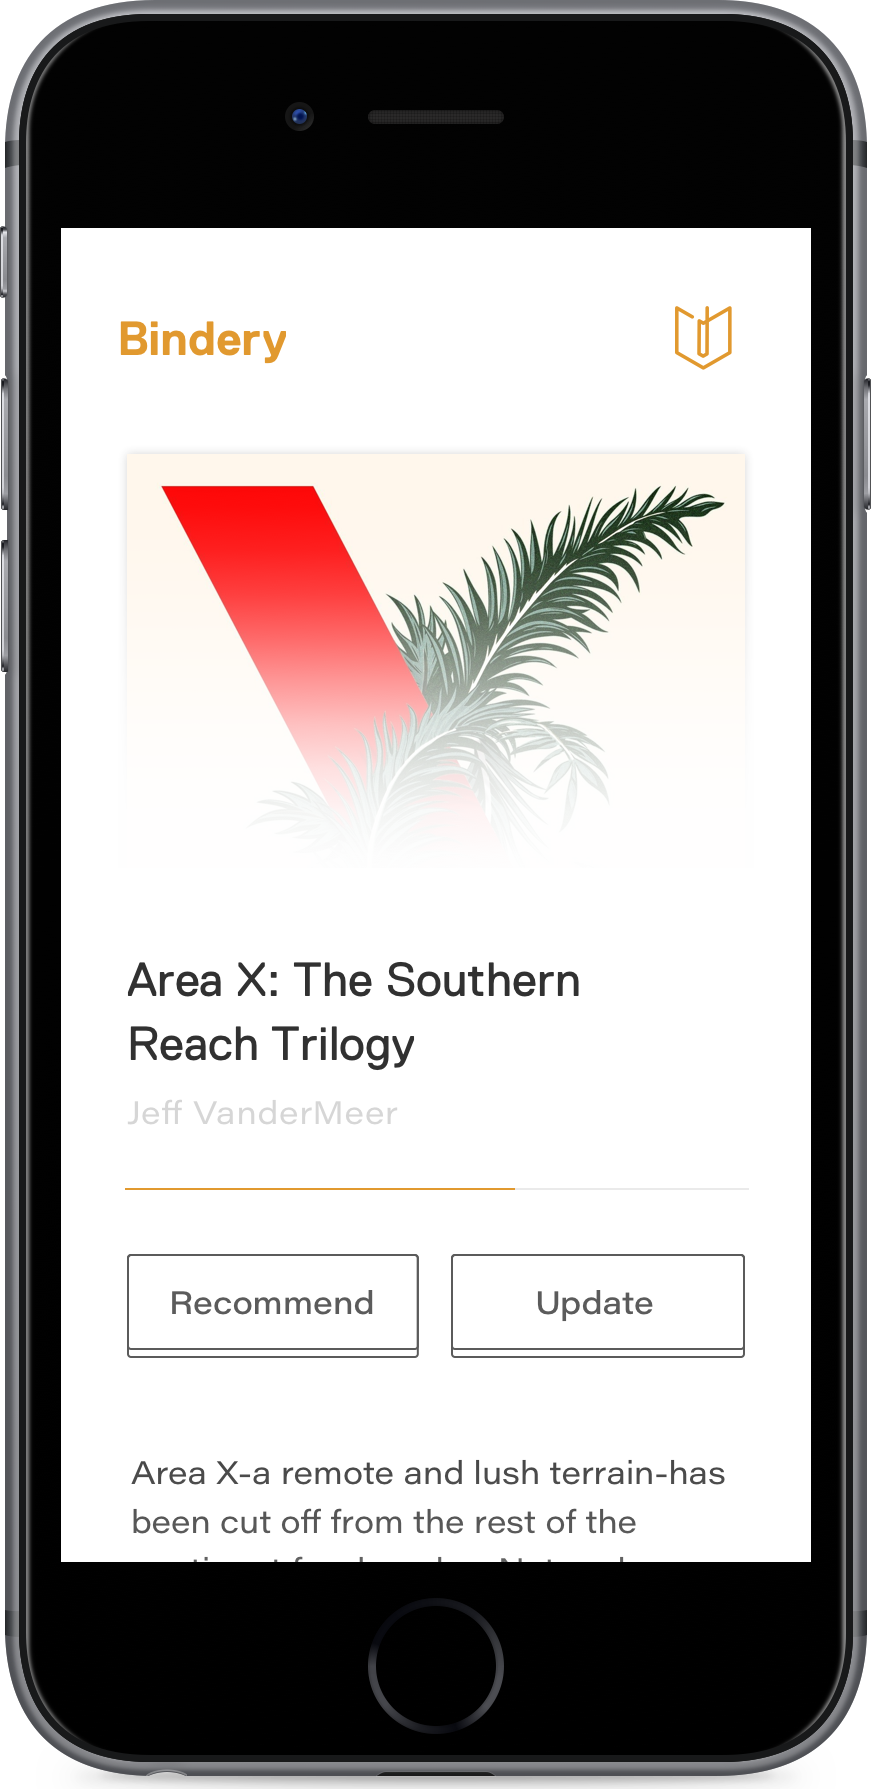 Bindery
Area X: The Southern
Reach Trilogy
Jeff VanderMeer
Recommend
Update
Area X-a remote and lush terrain-has
been cut off from the rest of the